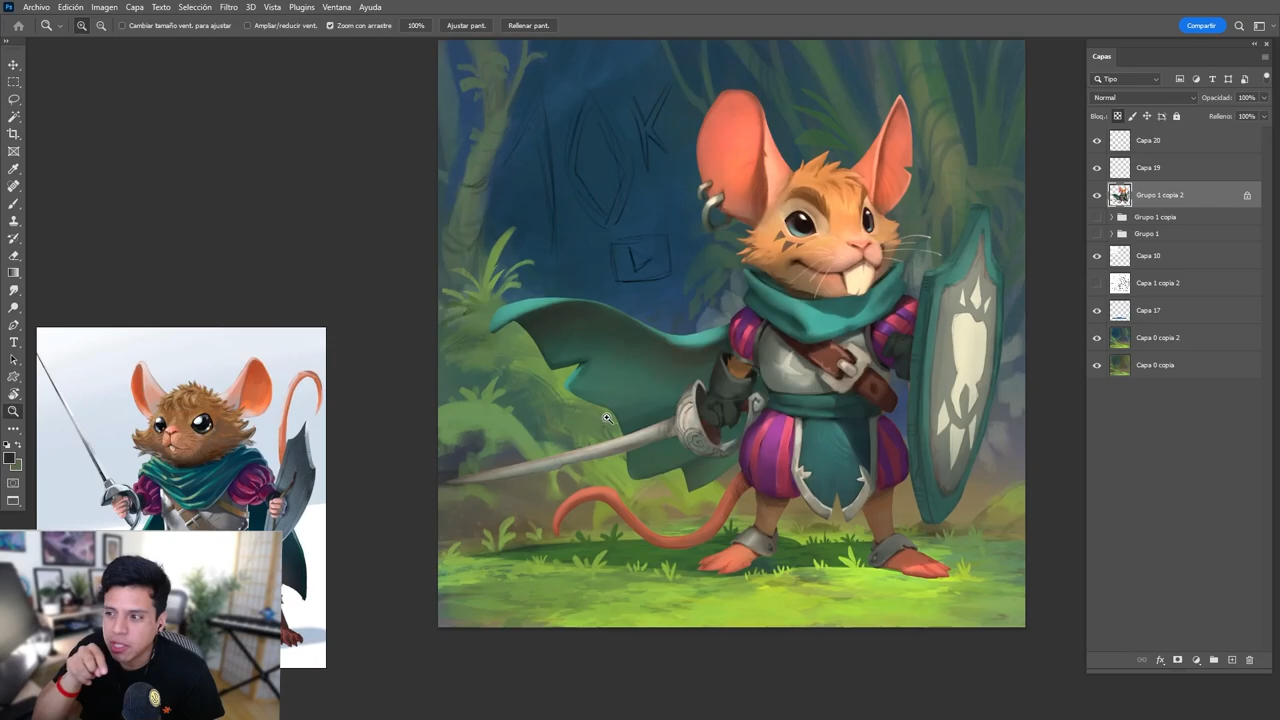 Ps Archivo Edición Imagen Capa Texto Selección Filtro 3D Vista Plugins Ventana Ayuda
Cambiar tamaño vent. para ajustar Ampliar/reducir vent. Zoom con arrastre 100% Ajustar pant. Rellenar pant. Compartir
Capas
Tipo
Normal Opacidad: 100%
Bloq.: Relleno: 100%
Capa 20
Capa 19
Grupo 1 copia 2
Grupo 1 copia
Grupo 1
Capa 10
Capa 1 copia 2
Capa 17
Capa 0 copia 2
Capa 0 copia
10K
fx